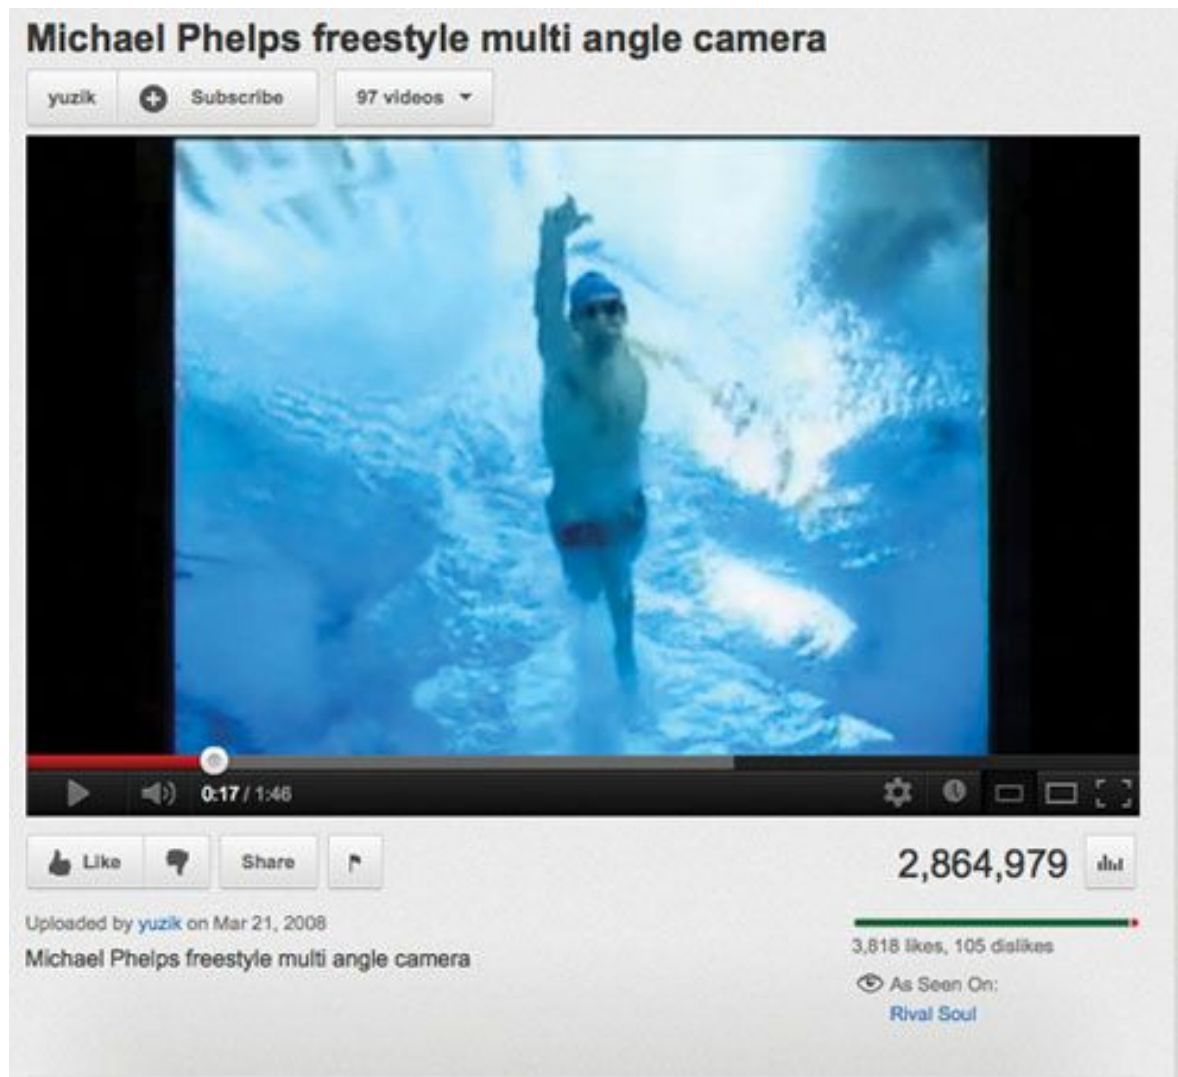 Michael Phelps freestyle multi angle camera
yuzik Subscribe 97 videos
0:17 / 1:46
Like Share 2,864,979
Uploaded by yuzik on Mar 21, 2008
Michael Phelps freestyle multi angle camera
3,818 likes, 105 dislikes
As Seen On:
Rival Soul